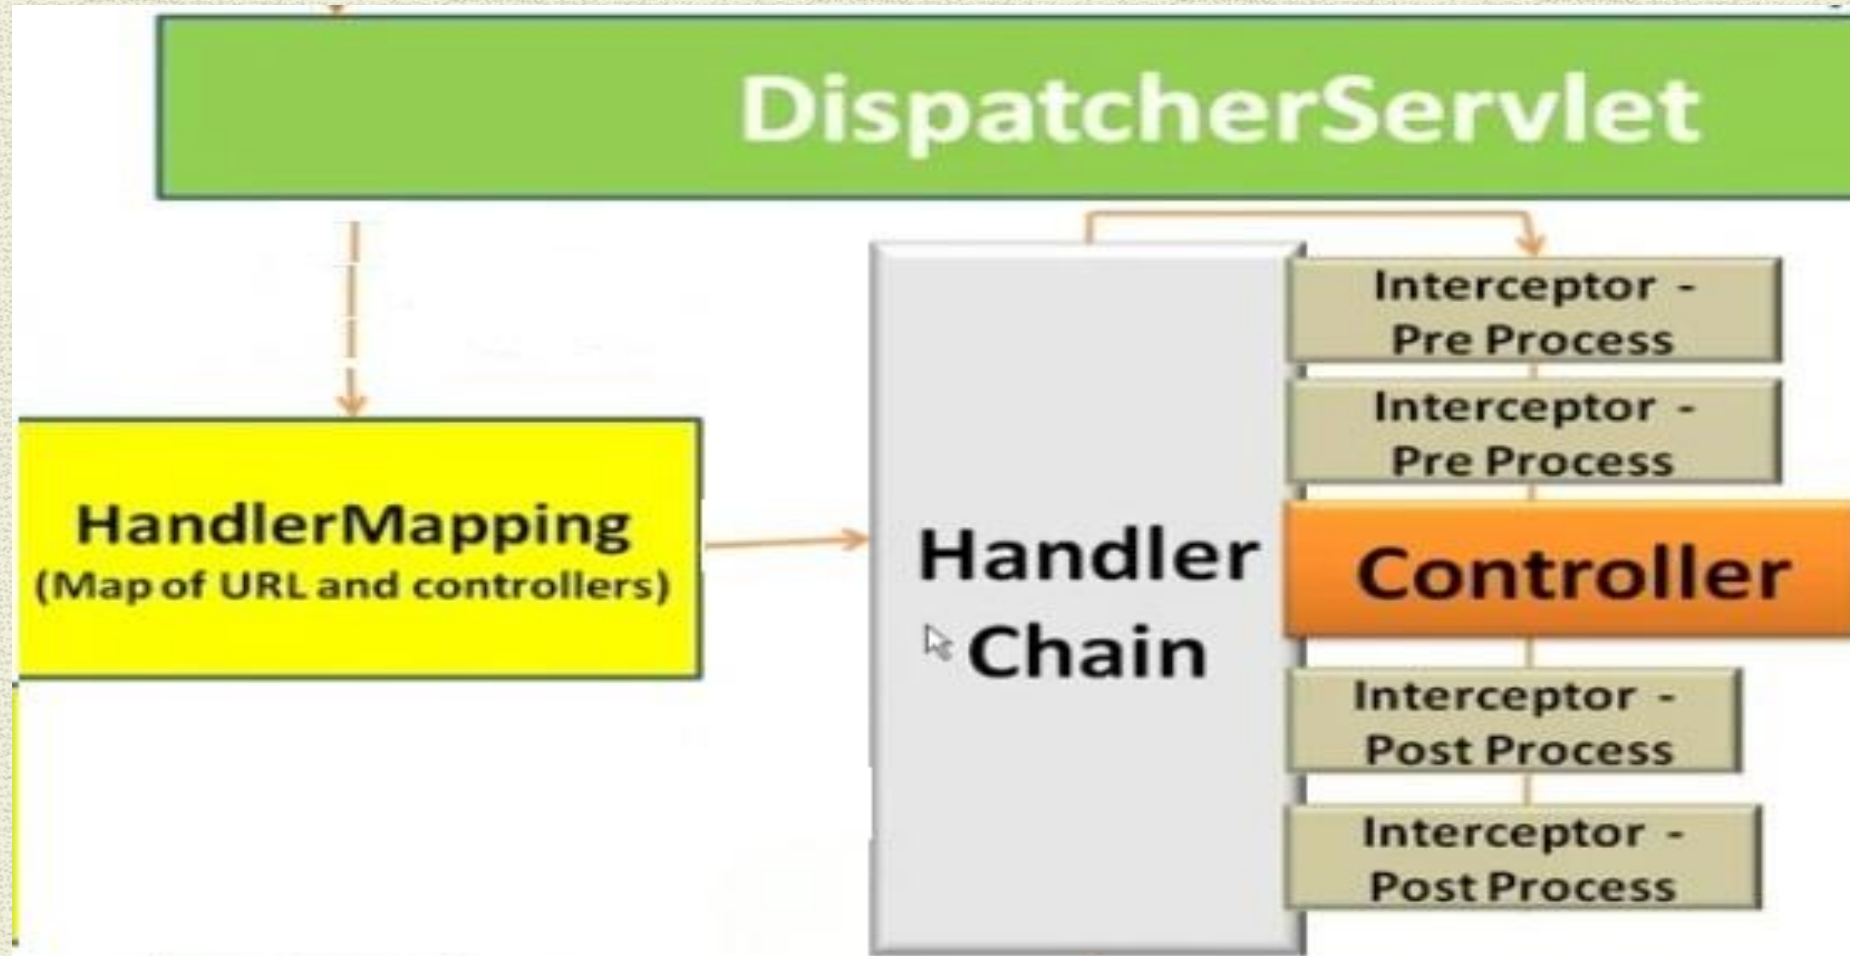 DispatcherServlet
HandlerMapping
(Map of URL and controllers)
Handler
Chain
Interceptor -
Pre Process
Interceptor -
Pre Process
Controller
Interceptor -
Post Process
Interceptor -
Post Process